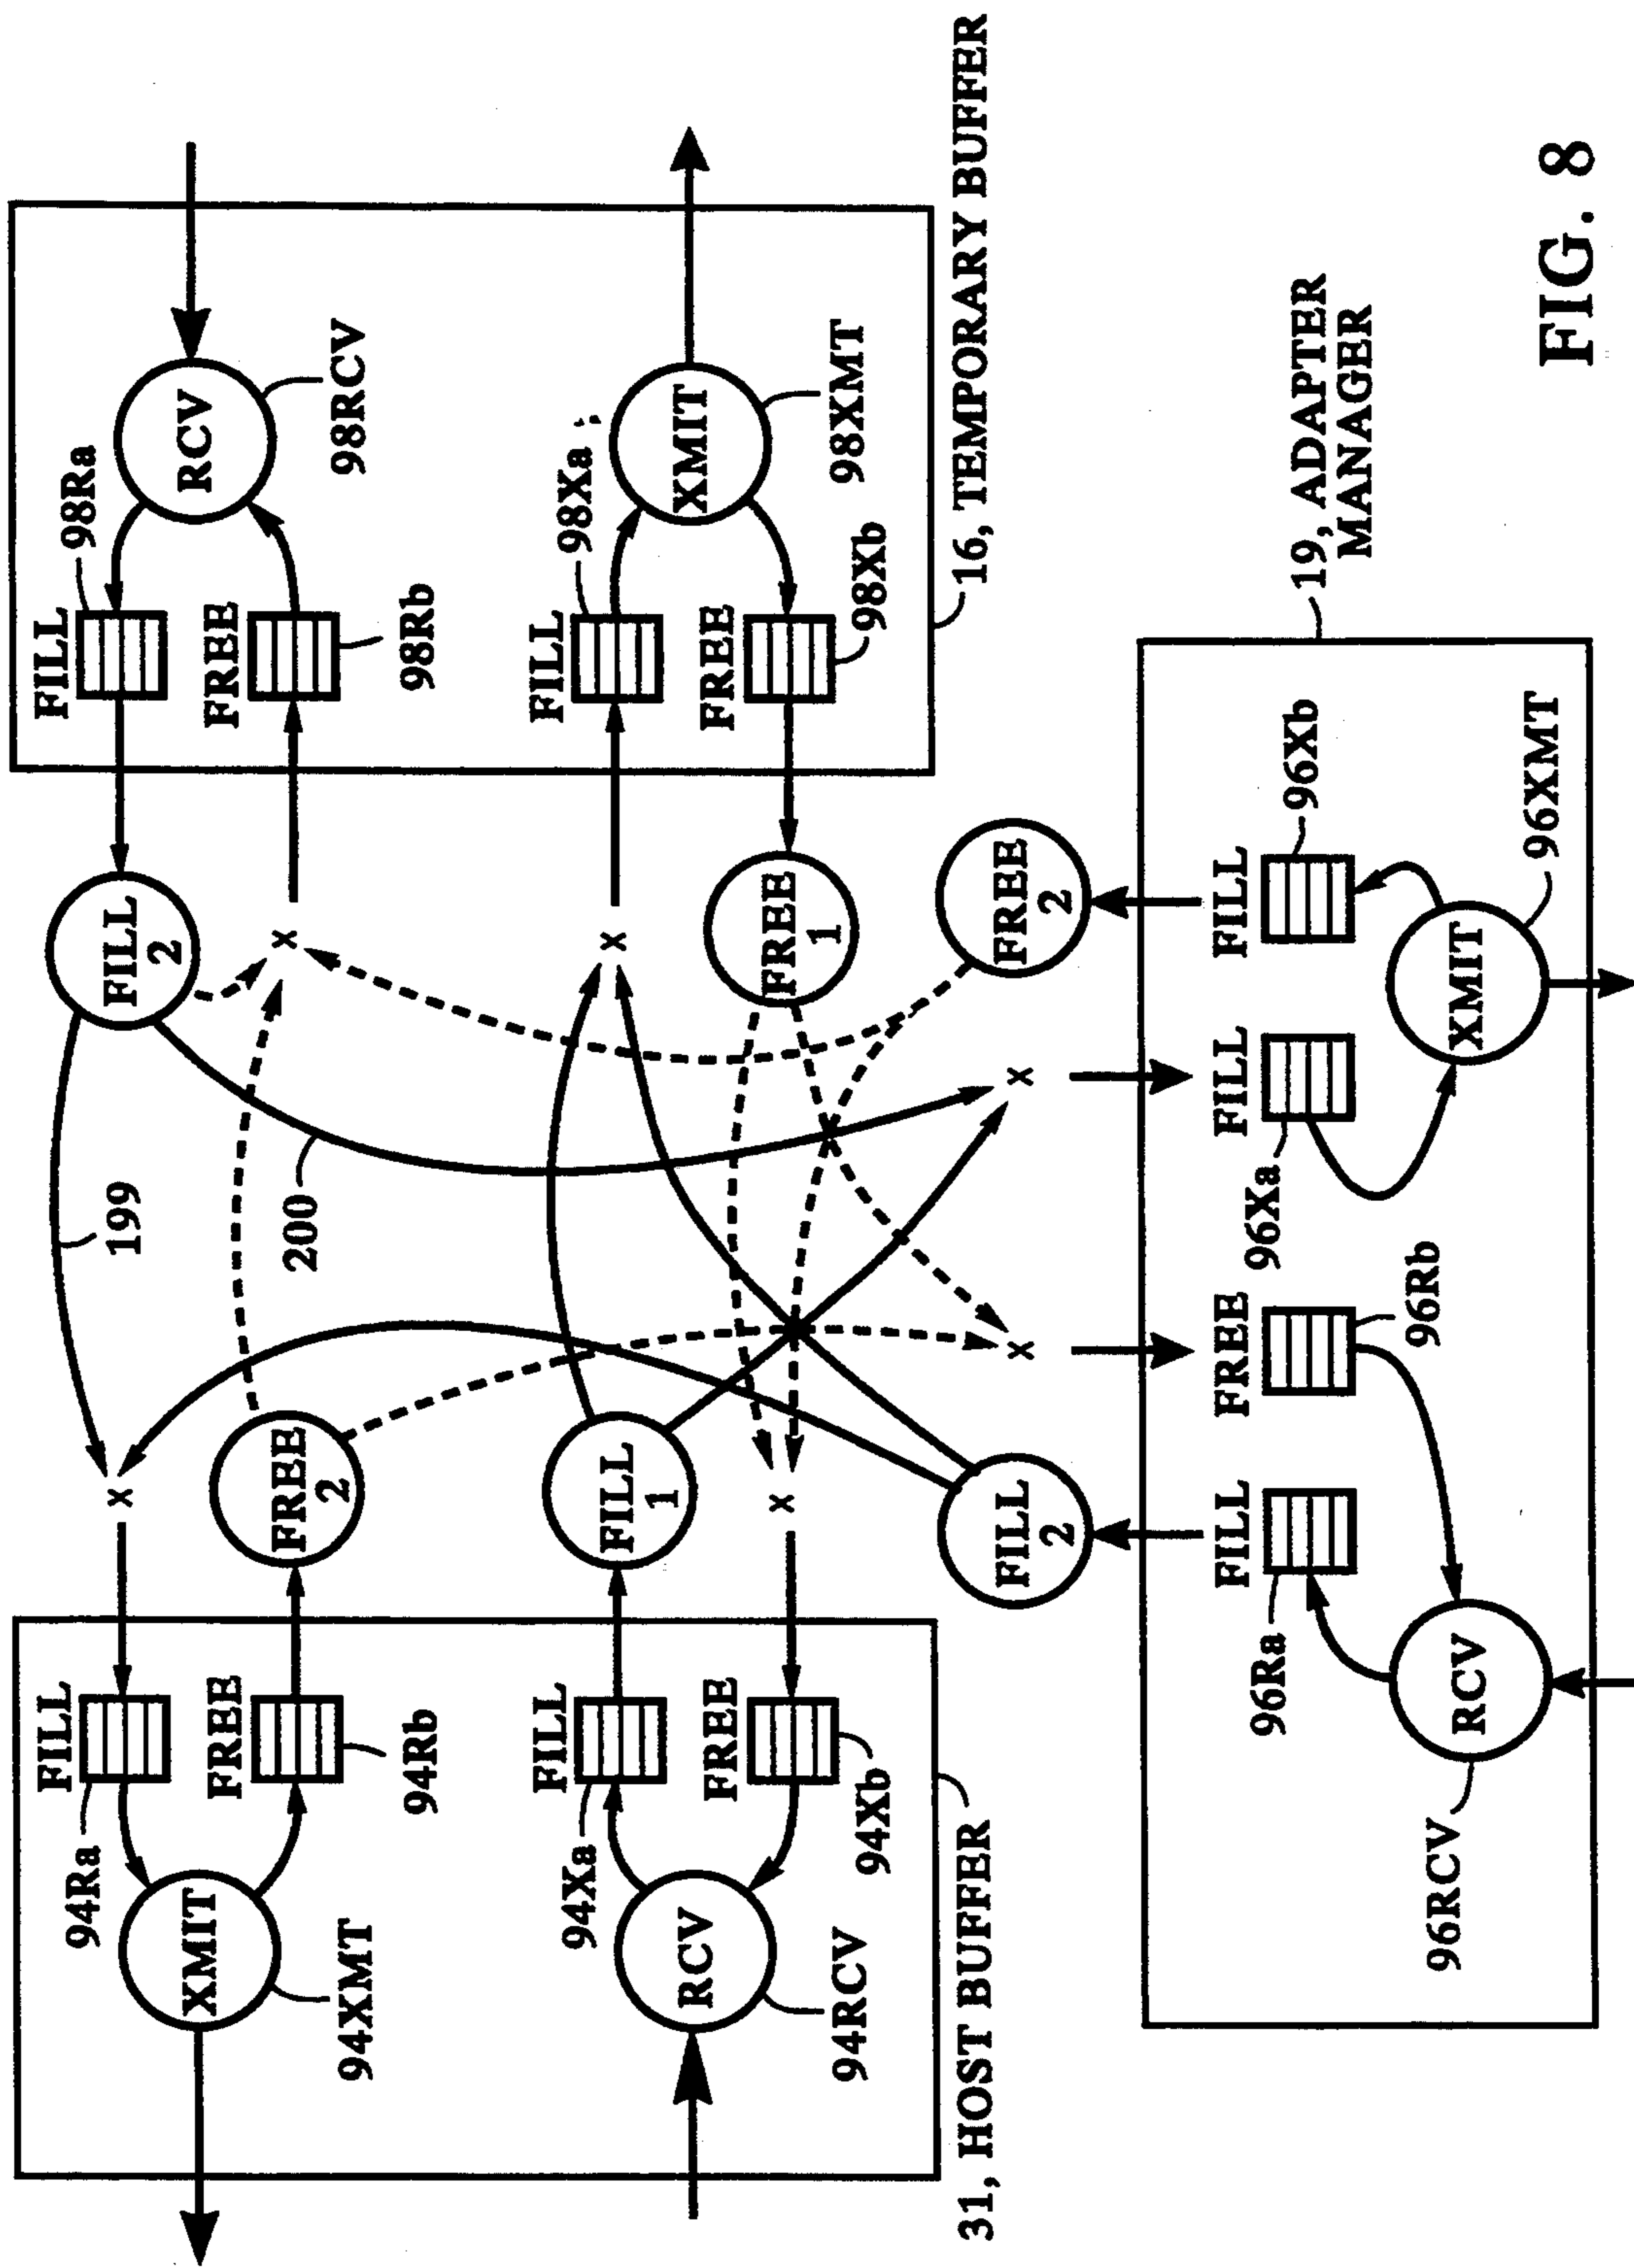 FILL
94Ra
XMIT
94XMT
FREE
94Rb
FILL
94Xa
RCV
94RCV
FREE
94Xb
31, HOST BUFFER
x
FREE
2
FILL
1
x
199
200
FILL
2
x
x
FREE
1
FILL
98Ra
RCV
98RCV
FREE
98Rb
FILL
98Xa
XMIT
98XMT
FREE
98Xb
16, TEMPORARY BUFFER
FILL
2
x
x
FREE
2
FILL
96Ra
RCV
96RCV
FREE
96Rb
FILL
96Xa
FILL
96Xb
XMIT
96XMT
19, ADAPTER
MANAGER
FIG. 8